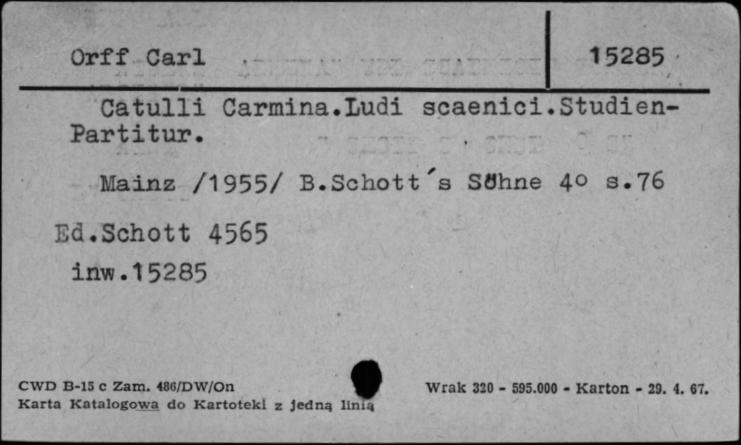 Orff Carl 15285
Catulli Carmina.Ludi scaenici.Studien-
Partitur.
Mainz /1955/ B.Schott´s Söhne 4o s.76
Ed.Schott 4565
inw.15285
CWD B-15 c Zam. 486/DW/On Wrak 320 - 595.000 - Karton - 29. 4. 67.
Karta Katalogowa do Kartoteki z jedną linią